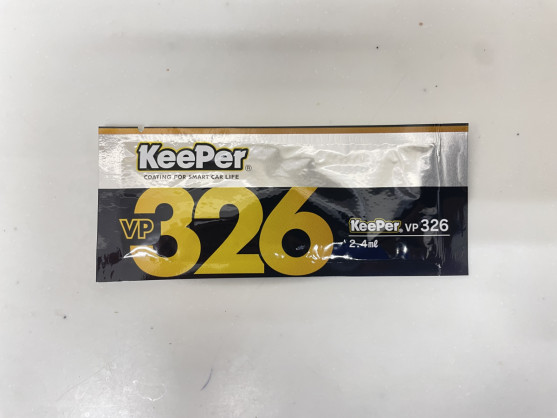 KeePer®
COATING FOR SMART CAR LIFE
VP 326
KeePer® VP 326
2.4㎖